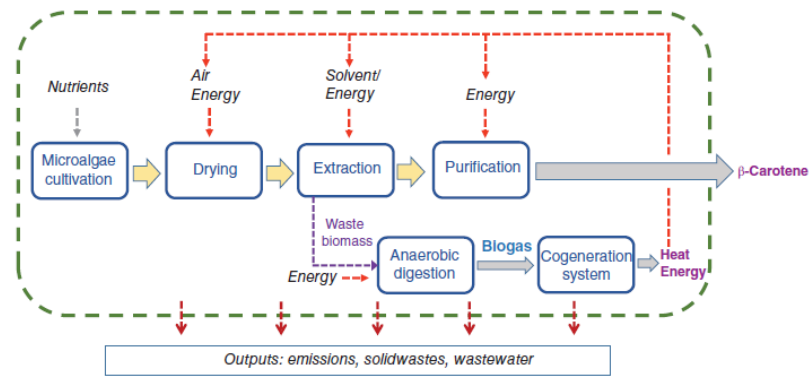 Nutrients
Air
Energy
Solvent/
Energy
Energy
Microalgae
cultivation
Drying
Extraction
Purification
β-Carotene
Waste
biomass
Energy
Anaerobic
digestion
Biogas
Cogeneration
system
Heat
Energy
Outputs: emissions, solidwastes, wastewater